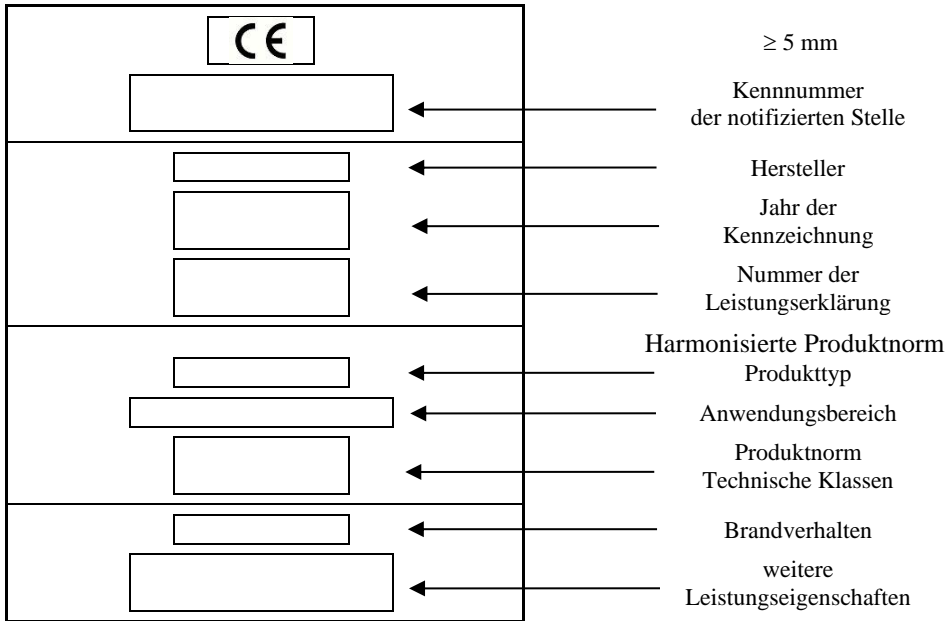 CE
≥ 5 mm
Kennnummer
der notifizierten Stelle
Hersteller
Jahr der
Kennzeichnung
Nummer der
Leistungserklärung
Harmonisierte Produktnorm
Produkttyp
Anwendungsbereich
Produktnorm
Technische Klassen
Brandverhalten
weitere
Leistungseigenschaften